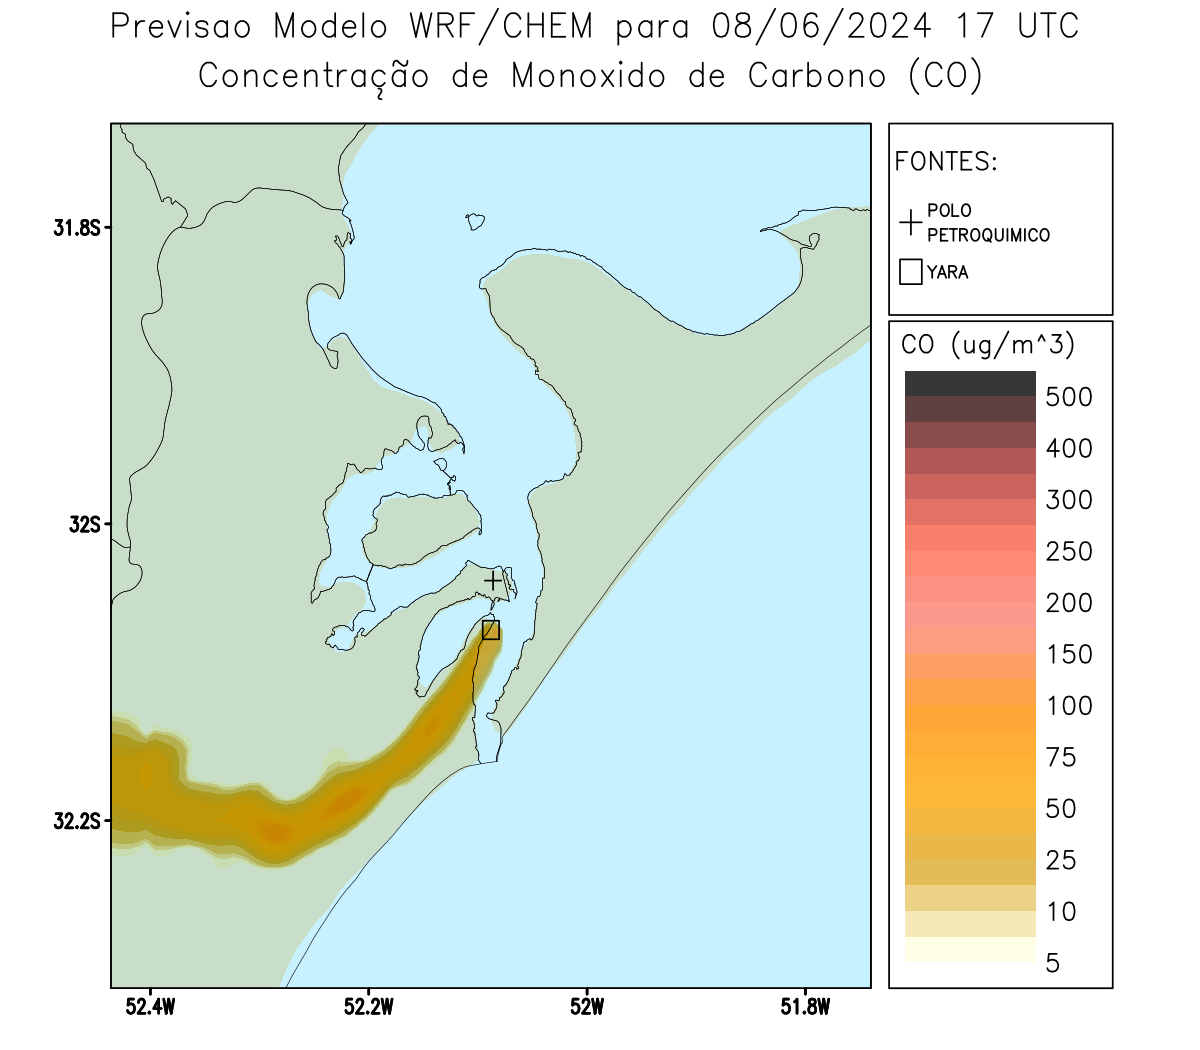 Previsao Modelo WRF/CHEM para 08/06/2024 17 UTC
Concentração de Monoxido de Carbono (CO)
FONTES:
POLO
PETROQUIMICO
YARA
CO (ug/m^3)
500
400
300
250
200
150
100
75
50
25
10
5
31.8S
32S
32.2S
52.4W
52.2W
52W
51.8W